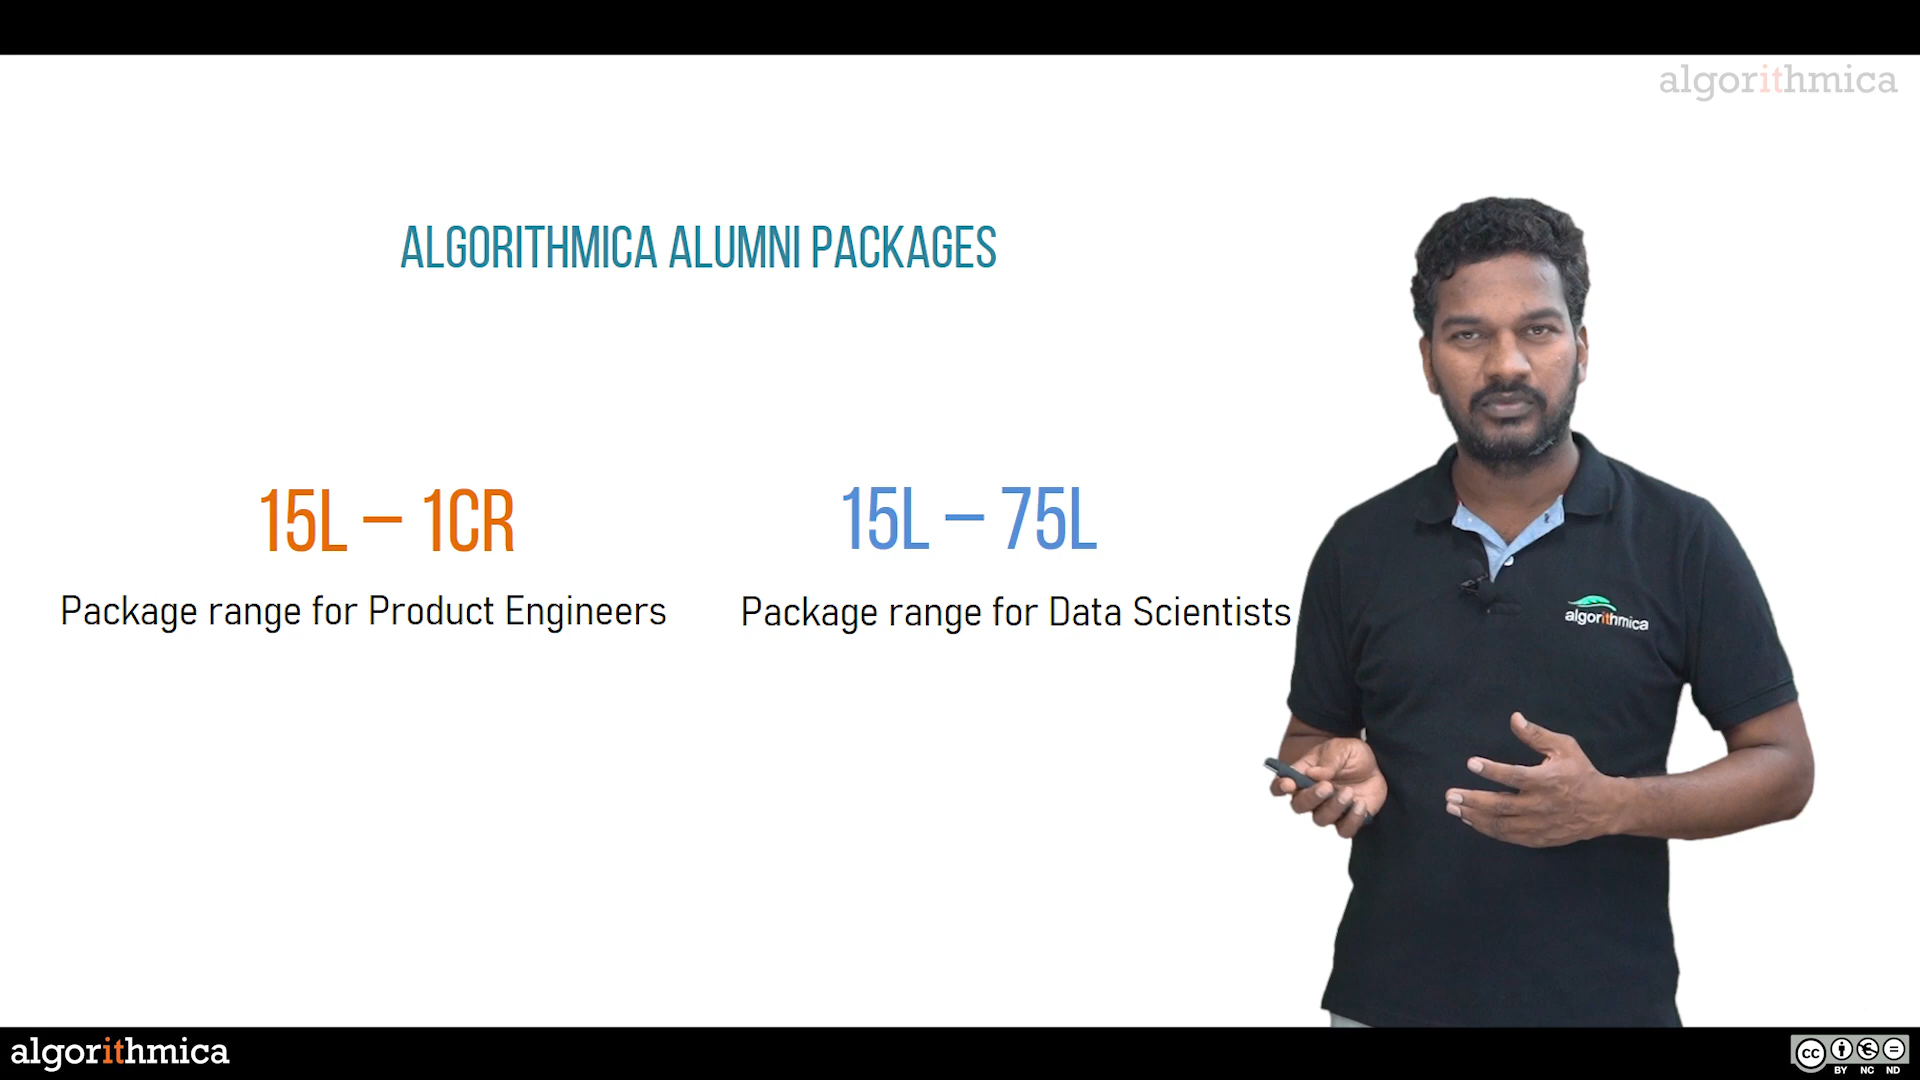 algorithmica
ALGORITHMICA ALUMNI PACKAGES
15L – 1CR
15L – 75L
Package range for Product Engineers
Package range for Data Scientists
algorithmica
algorithmica
cc
BY NC ND